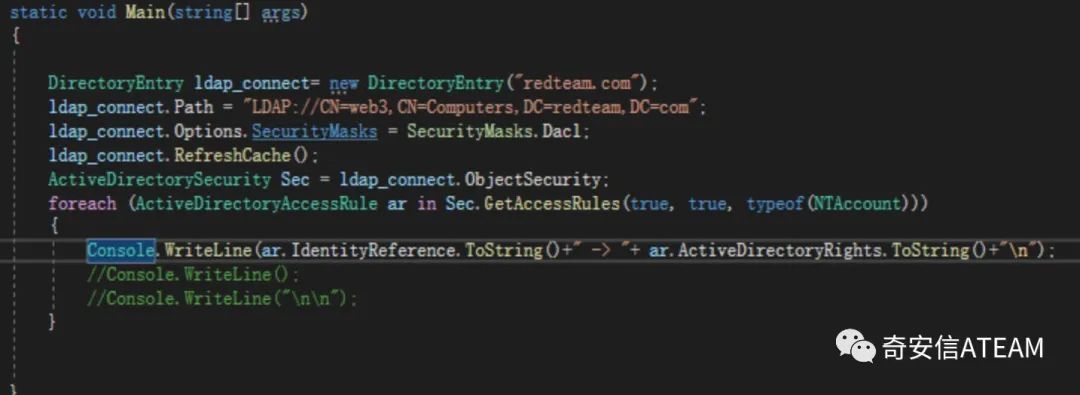 static void Main(string[] args)
{
DirectoryEntry ldap_connect= new DirectoryEntry("redteam.com");
ldap_connect.Path = "LDAP://CN=web3,CN=Computers,DC=redteam,DC=com";
ldap_connect.Options.SecurityMasks = SecurityMasks.Dacl;
ldap_connect.RefreshCache();
ActiveDirectorySecurity Sec = ldap_connect.ObjectSecurity;
foreach (ActiveDirectoryAccessRule ar in Sec.GetAccessRules(true, true, typeof(NTAccount)))
{
Console.WriteLine(ar.IdentityReference.ToString()+" -> "+ ar.ActiveDirectoryRights.ToString()+"\n");
//Console.WriteLine();
//Console.WriteLine("\n\n");
}
奇安信ATEAM
}